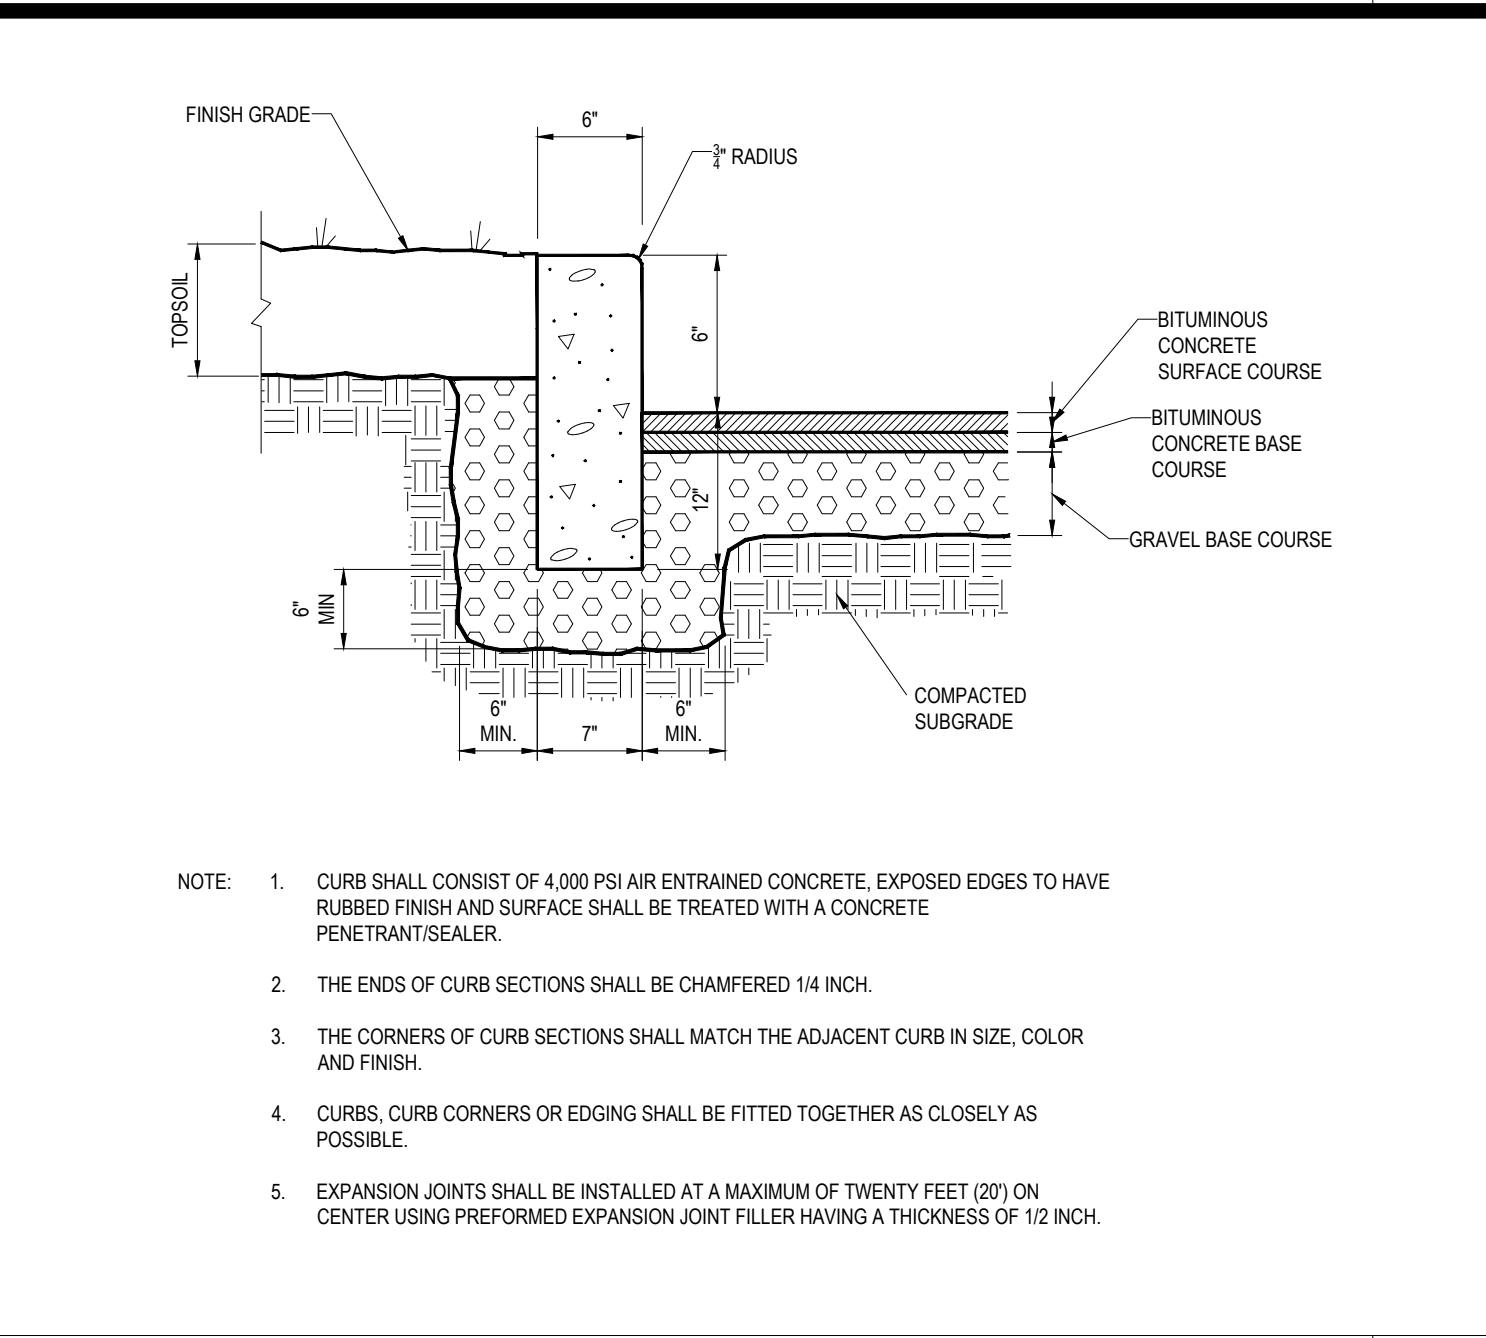 FINISH GRADE
6"
3/4" RADIUS
TOPSOIL
6"
BITUMINOUS
CONCRETE
SURFACE COURSE
BITUMINOUS
CONCRETE BASE
COURSE
12"
GRAVEL BASE COURSE
6"
MIN
COMPACTED
SUBGRADE
6"
MIN.
7"
6"
MIN.
NOTE: 1. CURB SHALL CONSIST OF 4,000 PSI AIR ENTRAINED CONCRETE, EXPOSED EDGES TO HAVE
RUBBED FINISH AND SURFACE SHALL BE TREATED WITH A CONCRETE
PENETRANT/SEALER.
2. THE ENDS OF CURB SECTIONS SHALL BE CHAMFERED 1/4 INCH.
3. THE CORNERS OF CURB SECTIONS SHALL MATCH THE ADJACENT CURB IN SIZE, COLOR
AND FINISH.
4. CURBS, CURB CORNERS OR EDGING SHALL BE FITTED TOGETHER AS CLOSELY AS
POSSIBLE.
5. EXPANSION JOINTS SHALL BE INSTALLED AT A MAXIMUM OF TWENTY FEET (20') ON
CENTER USING PREFORMED EXPANSION JOINT FILLER HAVING A THICKNESS OF 1/2 INCH.